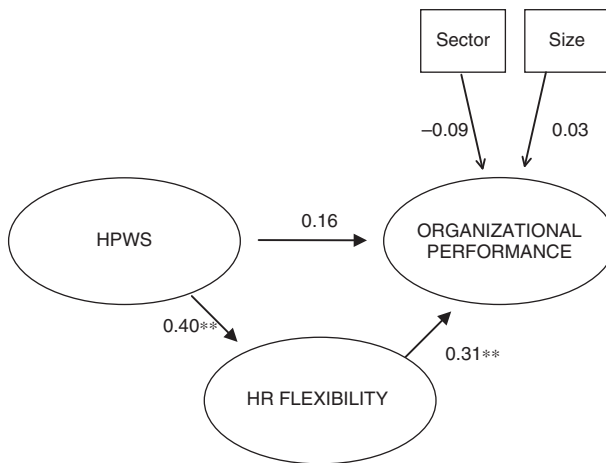 Sector
Size
–0.09
0.03
0.16
HPWS
ORGANIZATIONAL
PERFORMANCE
0.40**
0.31**
HR FLEXIBILITY